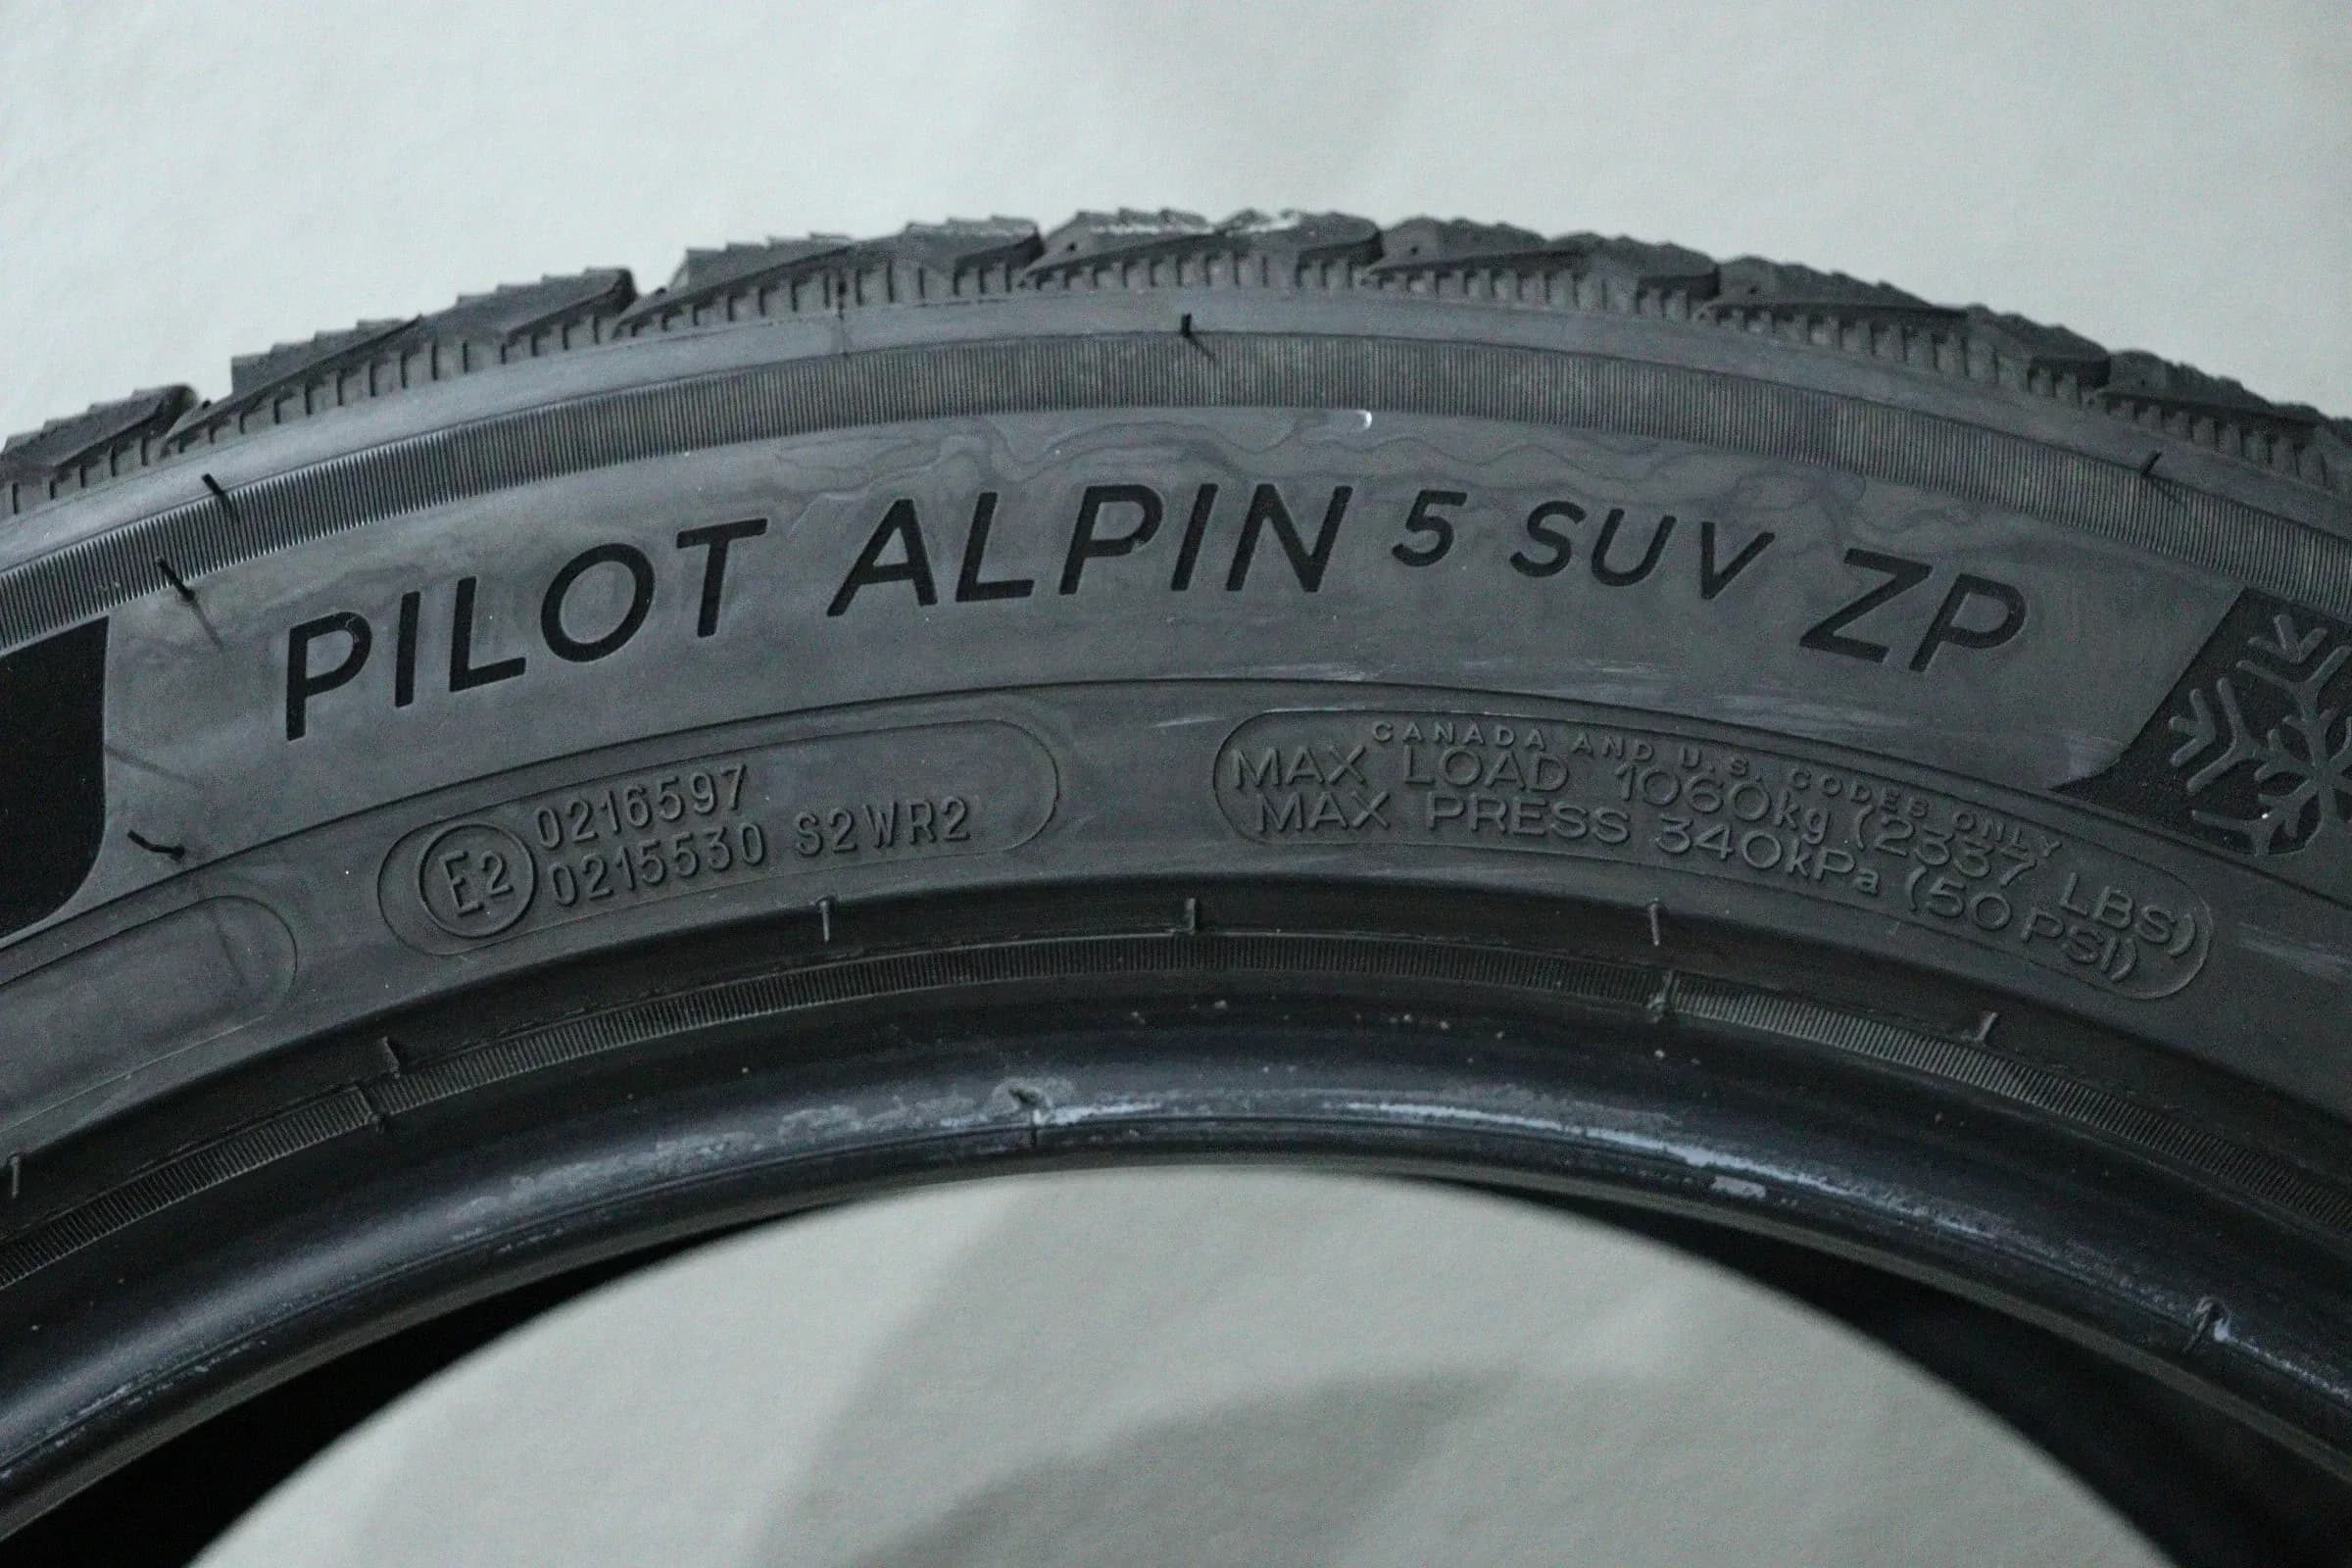 PILOT ALPIN 5 SUV ZP
E2
0216597
0215530 S2WR2
CANADA AND U.S. CODES ONLY
MAX LOAD 1060kg (2337 LBS)
MAX PRESS 340kPa (50 PSI)